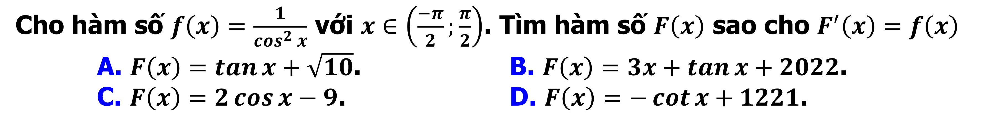 Cho hàm số $f(x) = \frac{1}{cos^2 x}$ với $x \in \left(\frac{-\pi}{2}; \frac{\pi}{2}\right)$. Tìm hàm số $F(x)$ sao cho $F'(x) = f(x)$
A. $F(x) = tan x + \sqrt{10}$. B. $F(x) = 3x + tan x + 2022$.
C. $F(x) = 2 cos x - 9$. D. $F(x) = -cot x + 1221$.